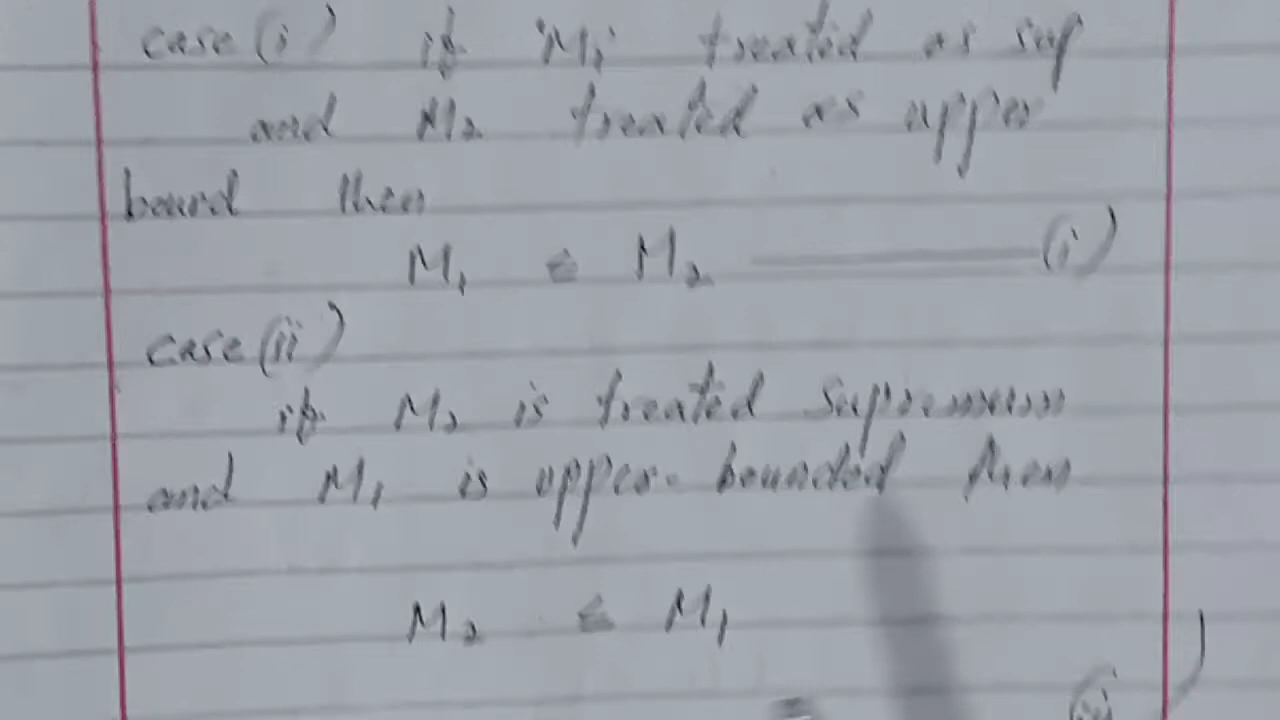 case (i) if 'M₁' treated as sup
and M₂ treated as upper
bound then
M₁ ≤ M₂ ——— (i)
case (ii)
if M₂ is treated supremum
and M₁ is upper bounded then
M₂ ≤ M₁
(ii)